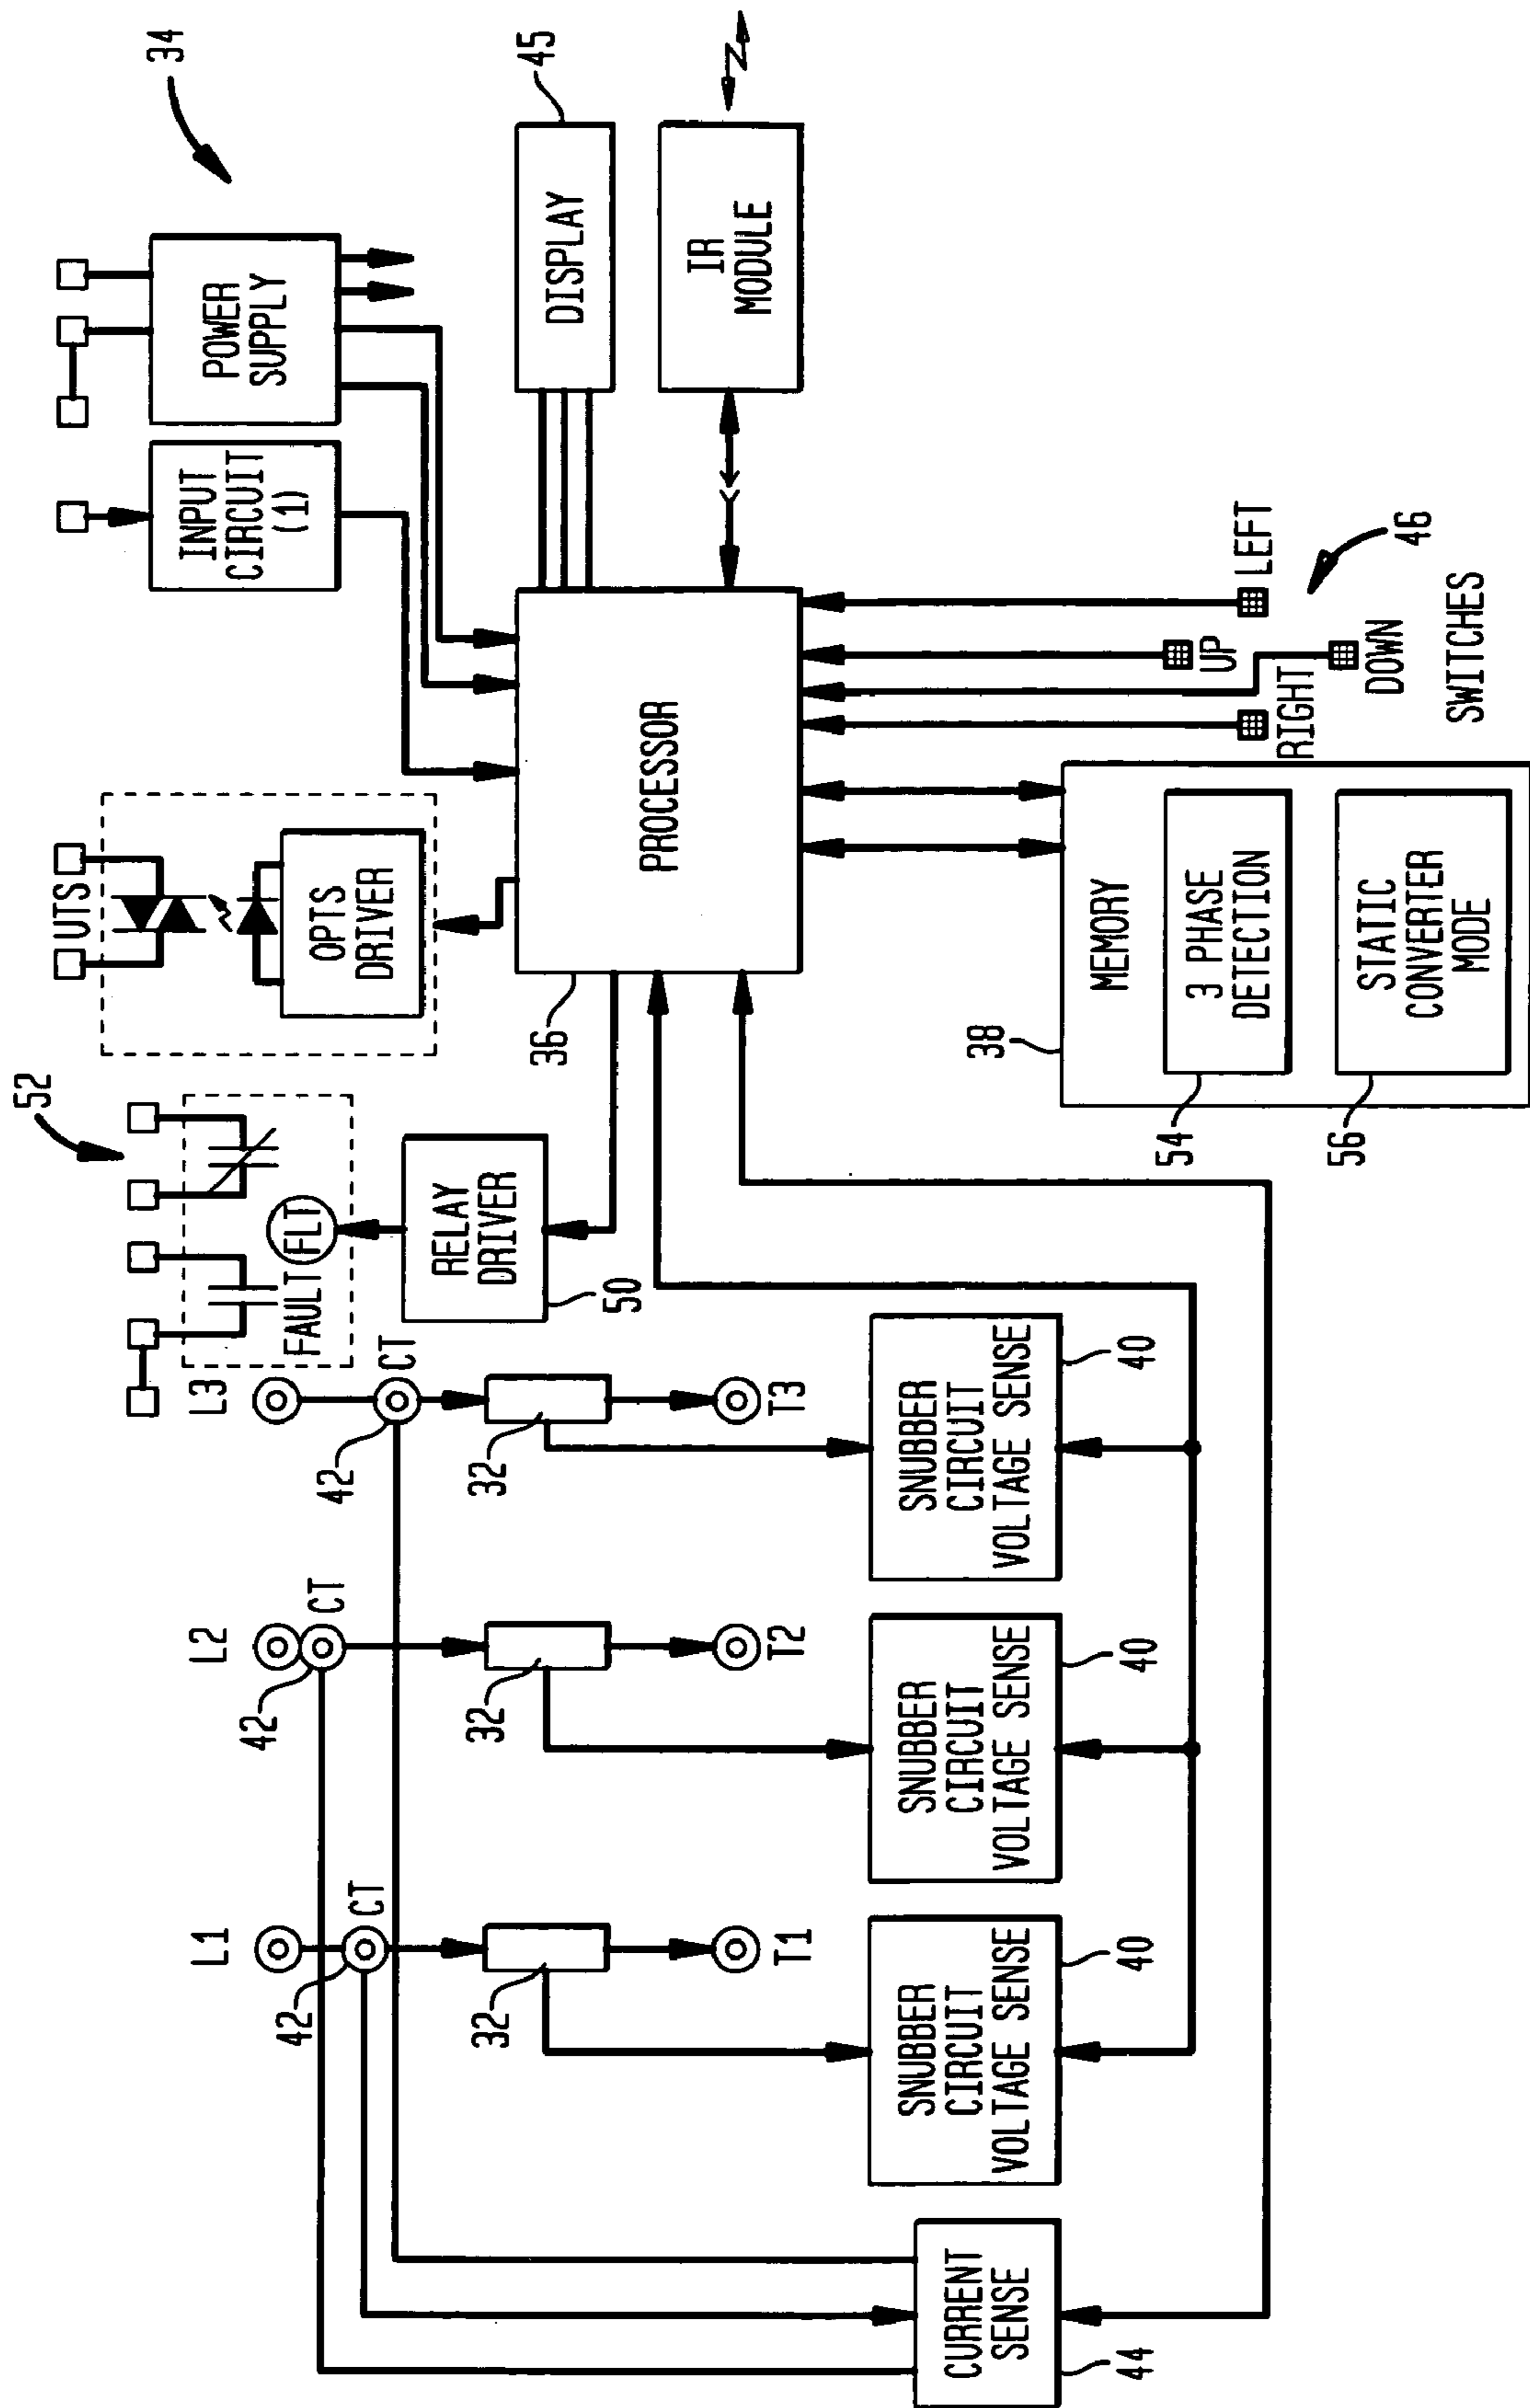 52
34
VTS
POWER
SUPPLY
INPUT
CIRCUIT
(1)
L1
L2
L3
FAULT
FLT
OPTS
DRIVER
42
CT
42
CT
42
CT
RELAY
DRIVER
50
45
DISPLAY
32
32
32
36
PROCESSOR
IR
MODULE
T1
T2
T3
CURRENT
SENSE
44
SNUBBER
CIRCUIT
VOLTAGE SENSE
40
SNUBBER
CIRCUIT
VOLTAGE SENSE
40
SNUBBER
CIRCUIT
VOLTAGE SENSE
40
38
MEMORY
54
3 PHASE
DETECTION
56
STATIC
CONVERTER
MODE
RIGHT
UP
DOWN
LEFT
46
SWITCHES